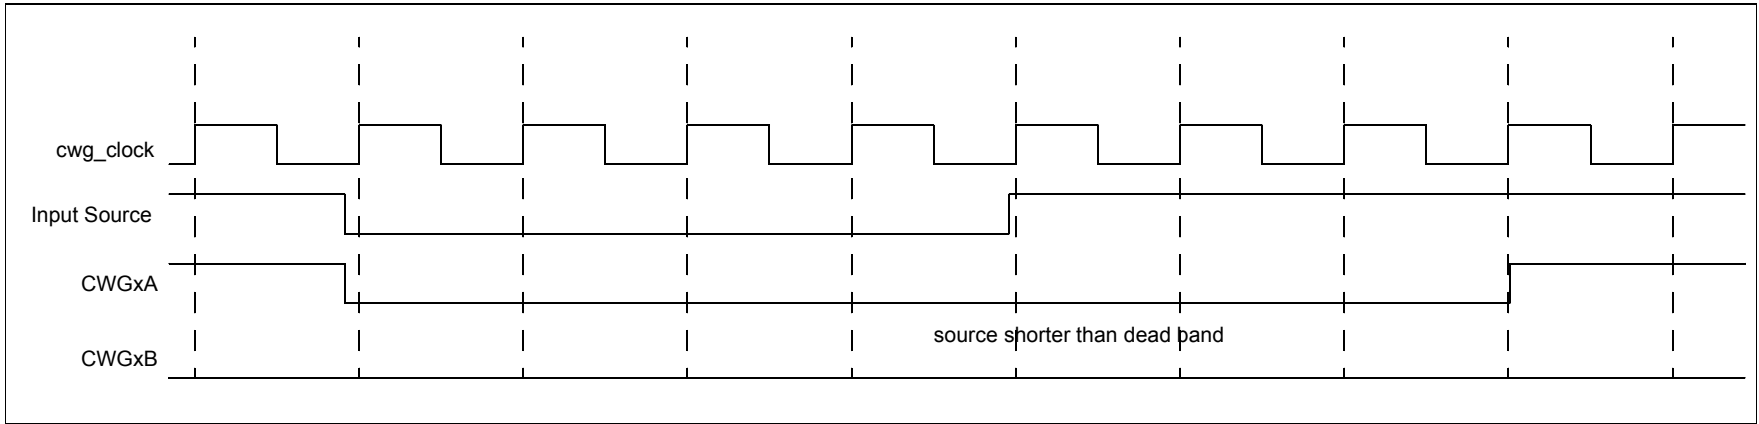 cwg_clock
Input Source
CWGxA
source shorter than dead band
CWGxB